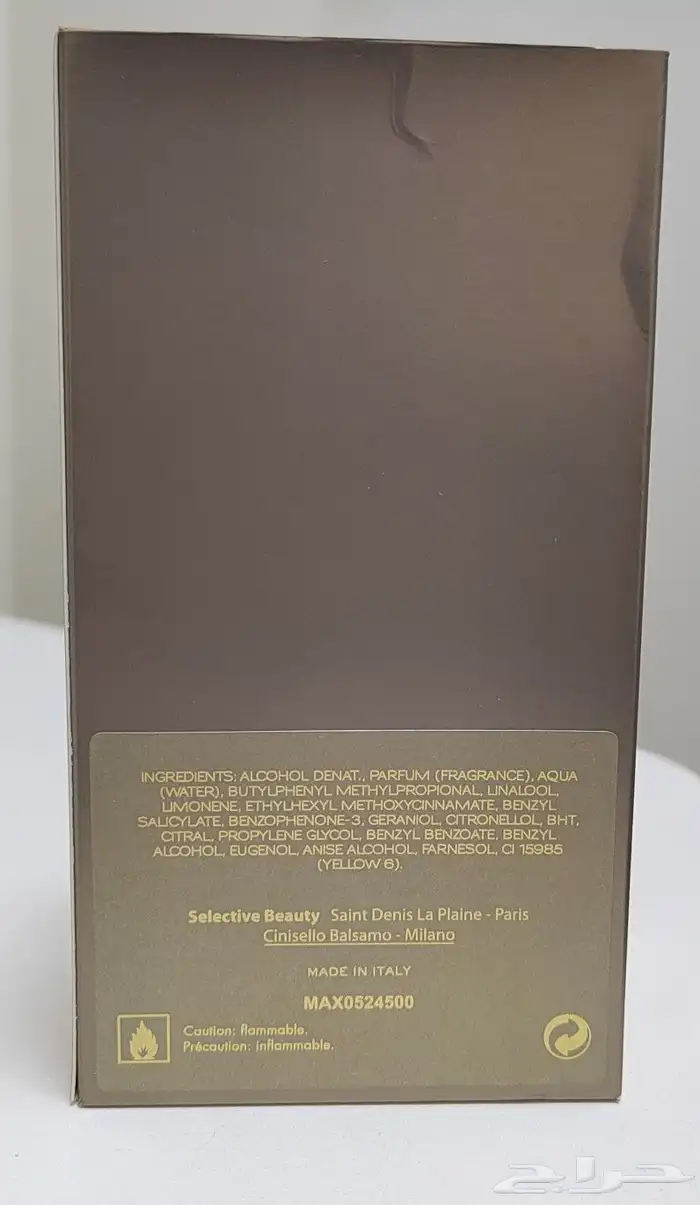 INGREDIENTS: ALCOHOL DENAT., PARFUM (FRAGRANCE), AQUA
(WATER), BUTYLPHENYL METHYLPROPIONAL, LINALOOL,
LIMONENE, ETHYLHEXYL METHOXYCINNAMATE, BENZYL
SALICYLATE, BENZOPHENONE-3, GERANIOL, CITRONELLOL, BHT,
CITRAL, PROPYLENE GLYCOL, BENZYL BENZOATE, BENZYL
ALCOHOL, EUGENOL, ANISE ALCOHOL, FARNESOL, CI 15985
(YELLOW 6).
Selective Beauty Saint Denis La Plaine - Paris
Cinisello Balsamo - Milano
MADE IN ITALY
MAX0524500
Caution: flammable.
Précaution: inflammable.
حراج